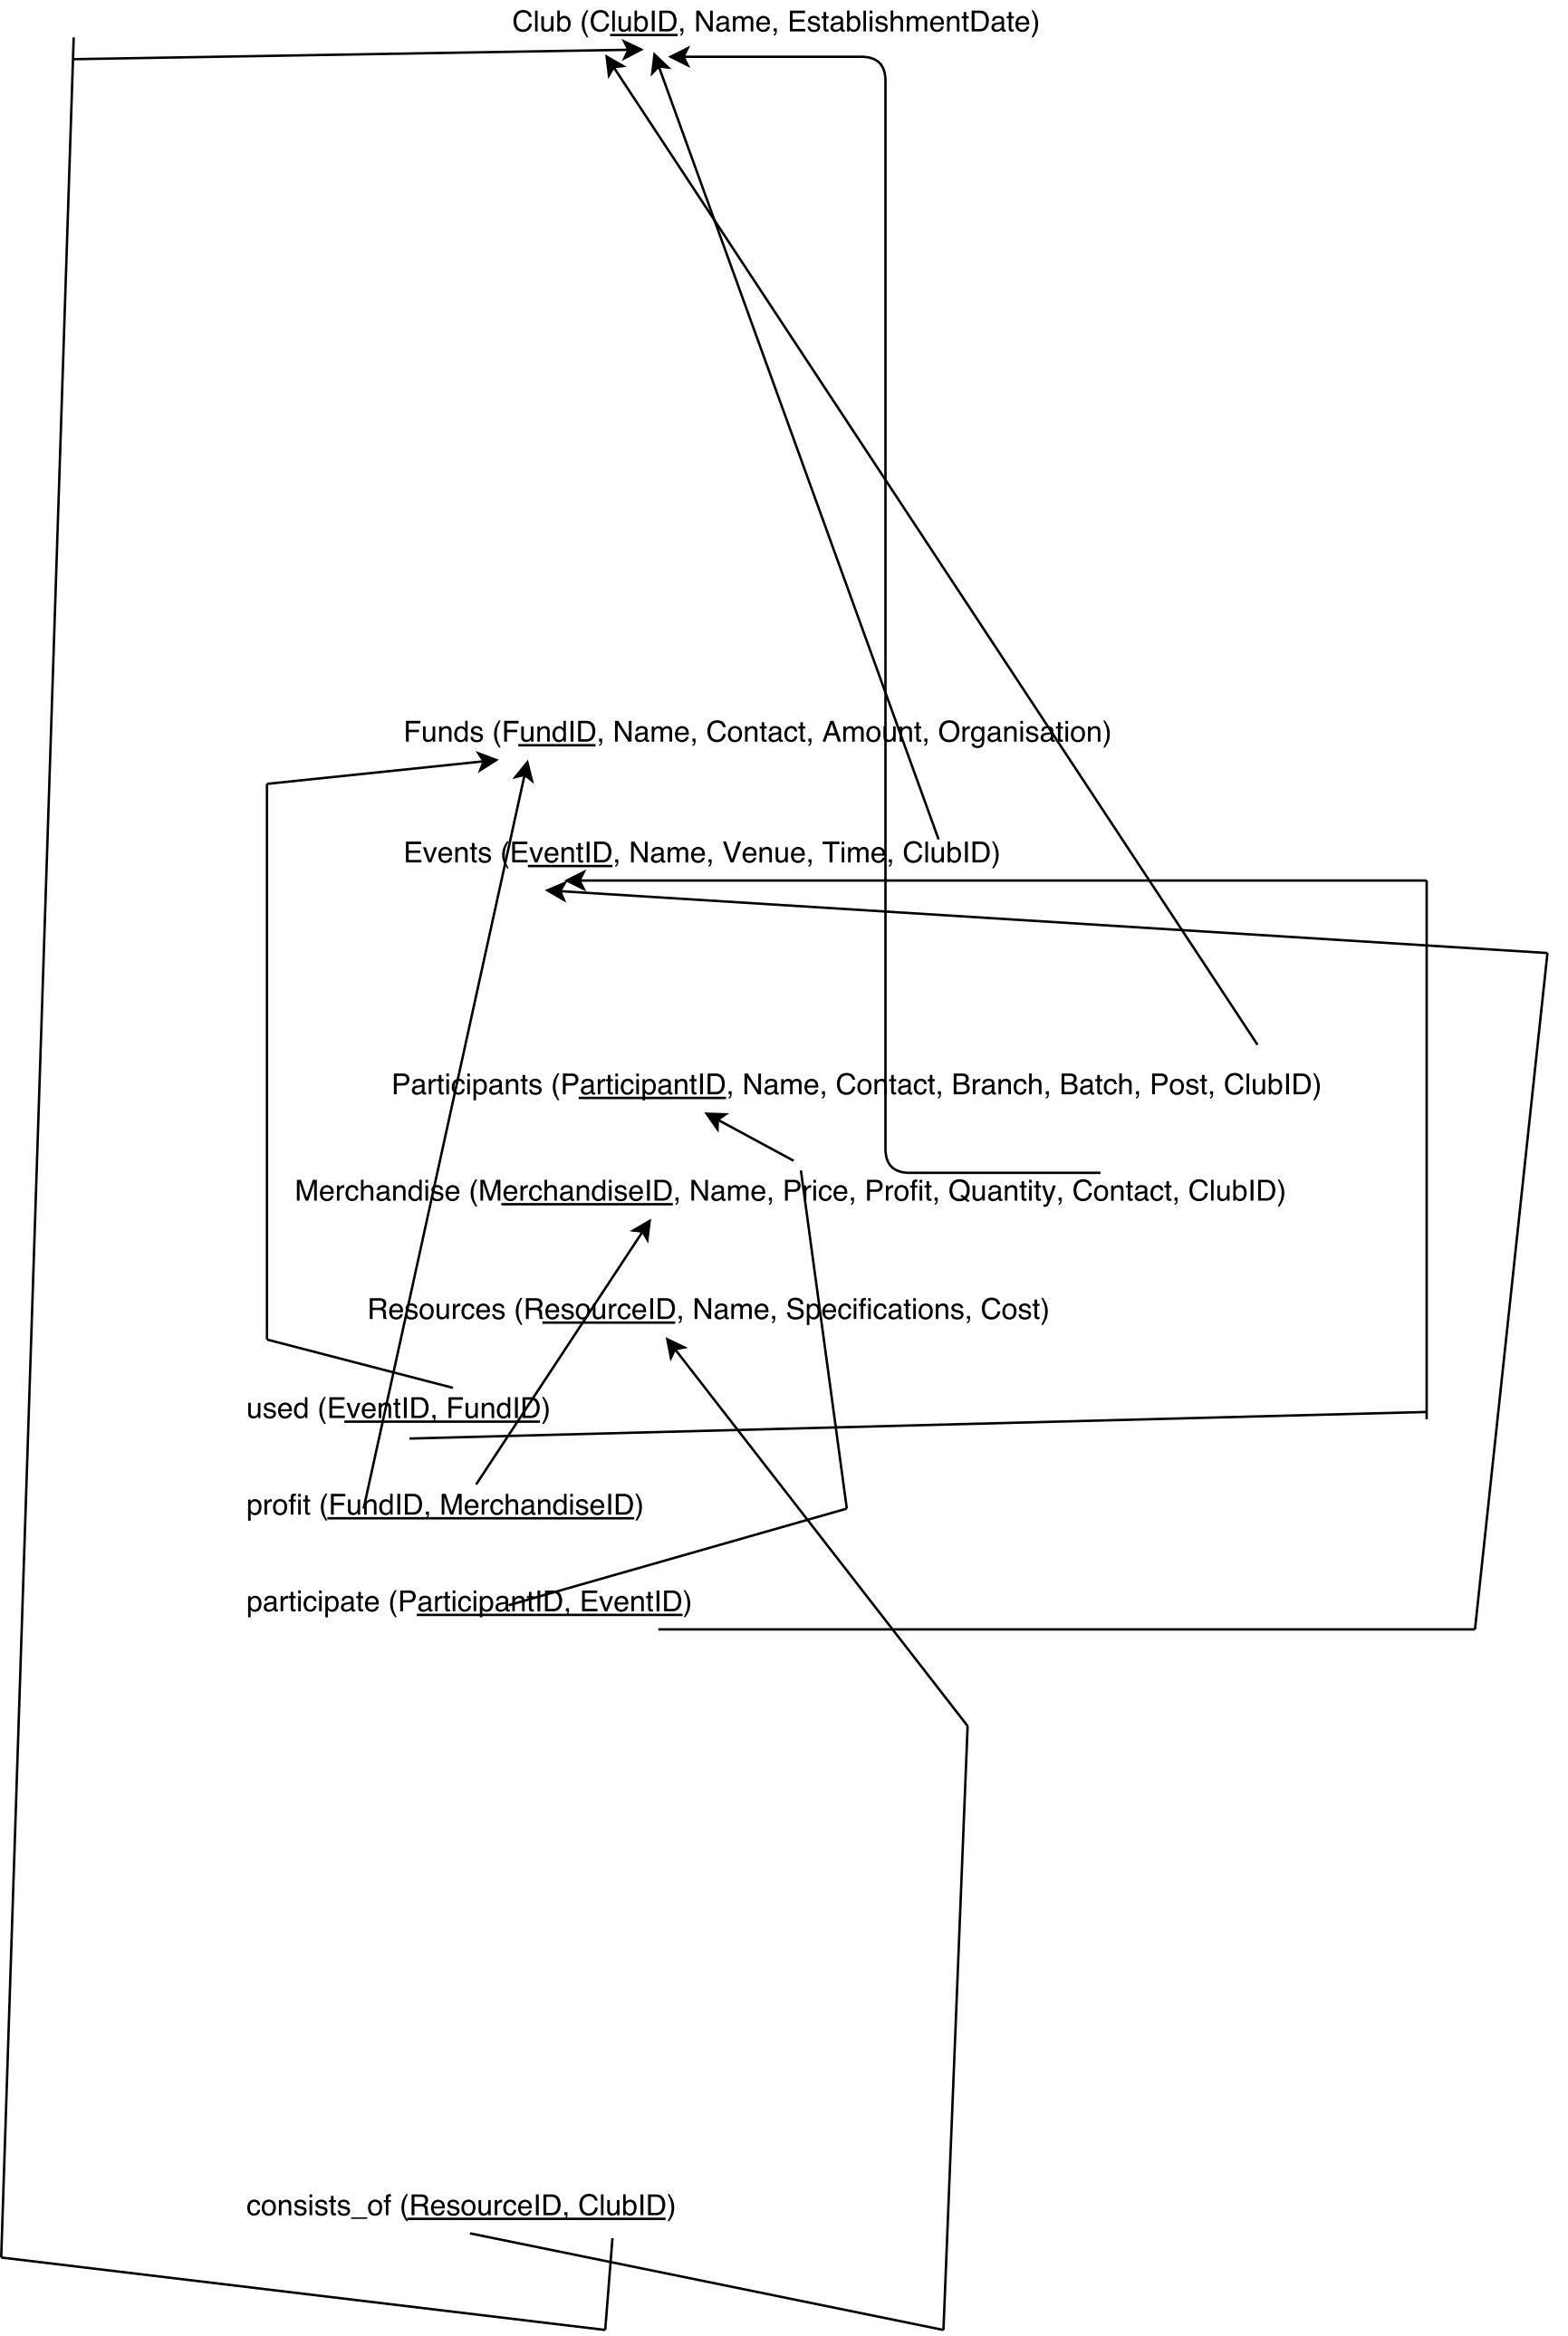 Club (ClubID, Name, EstablishmentDate)
Funds (FundID, Name, Contact, Amount, Organisation)
Events (EventID, Name, Venue, Time, ClubID)
Participants (ParticipantID, Name, Contact, Branch, Batch, Post, ClubID)
Merchandise (MerchandiseID, Name, Price, Profit, Quantity, Contact, ClubID)
Resources (ResourceID, Name, Specifications, Cost)
used (EventID, FundID)
profit (FundID, MerchandiseID)
participate (ParticipantID, EventID)
consists_of (ResourceID, ClubID)